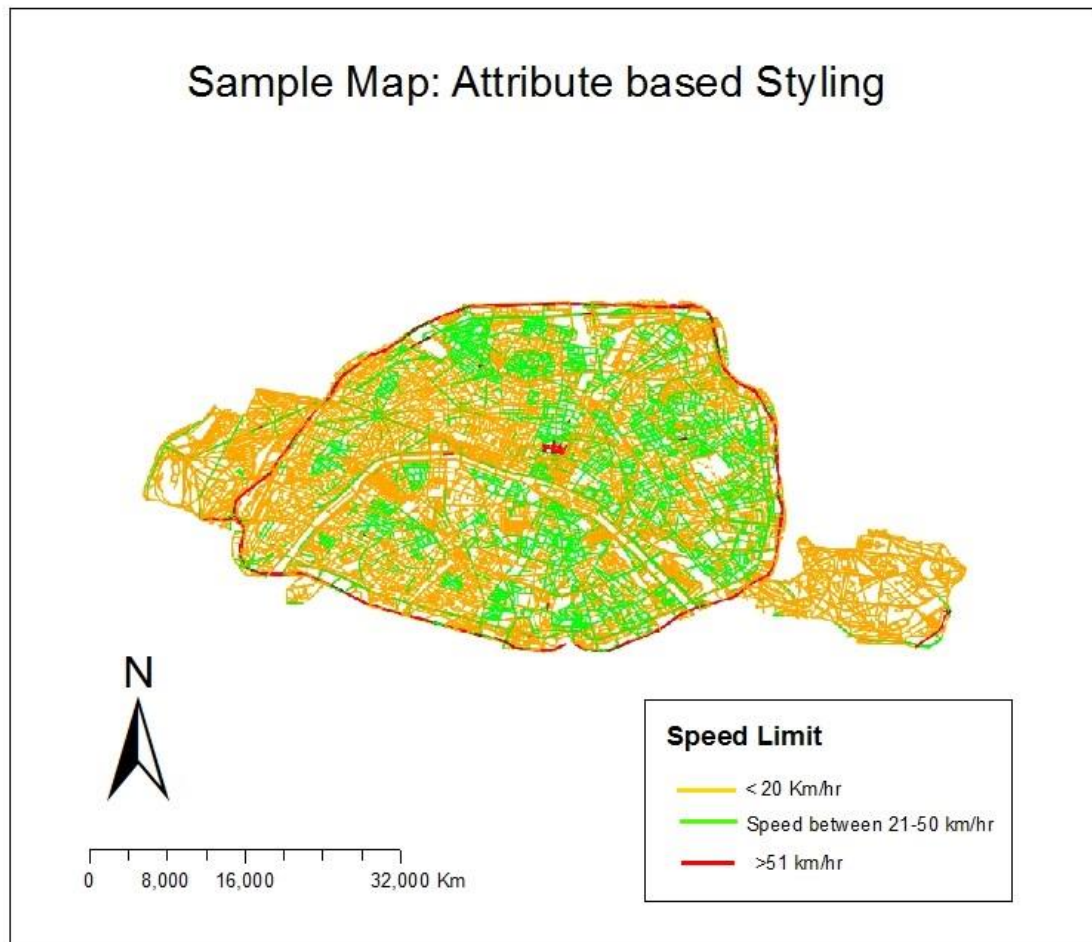 Sample Map: Attribute based Styling
N
0 8,000 16,000 32,000 Km
Speed Limit
< 20 Km/hr
Speed between 21-50 km/hr
>51 km/hr